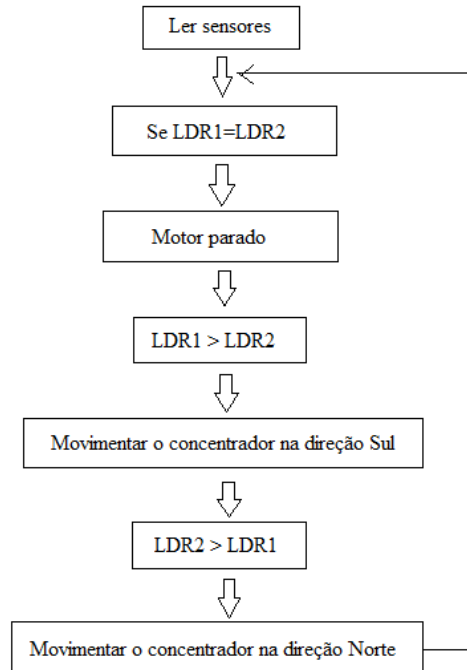 Ler sensores
Se LDR1=LDR2
Motor parado
LDR1 > LDR2
Movimentar o concentrador na direção Sul
LDR2 > LDR1
Movimentar o concentrador na direção Norte